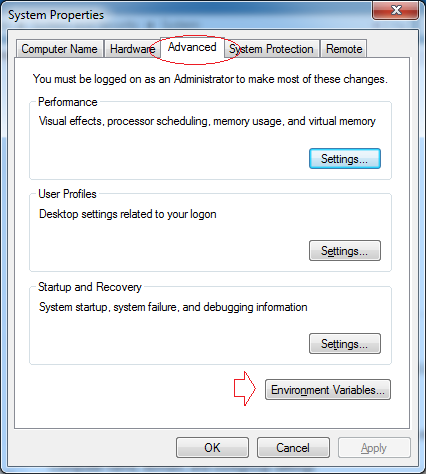 System Properties
Computer Name Hardware Advanced System Protection Remote
You must be logged on as an Administrator to make most of these changes.
Performance
Visual effects, processor scheduling, memory usage, and virtual memory
Settings...
User Profiles
Desktop settings related to your logon
Settings...
Startup and Recovery
System startup, system failure, and debugging information
Settings...
Environment Variables...
OK Cancel Apply